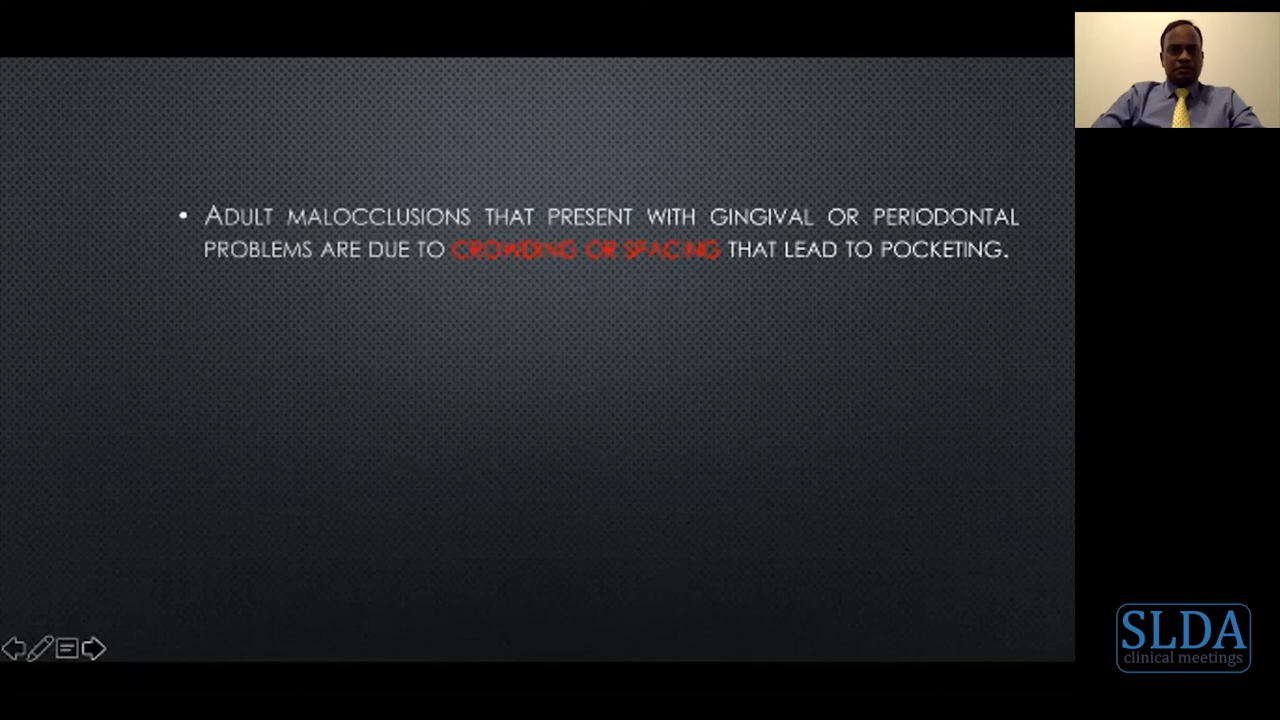 • ADULT MALOCCLUSIONS THAT PRESENT WITH GINGIVAL OR PERIODONTAL
PROBLEMS ARE DUE TO CROWDING OR SPACING THAT LEAD TO POCKETING.
SLDA
clinical meetings